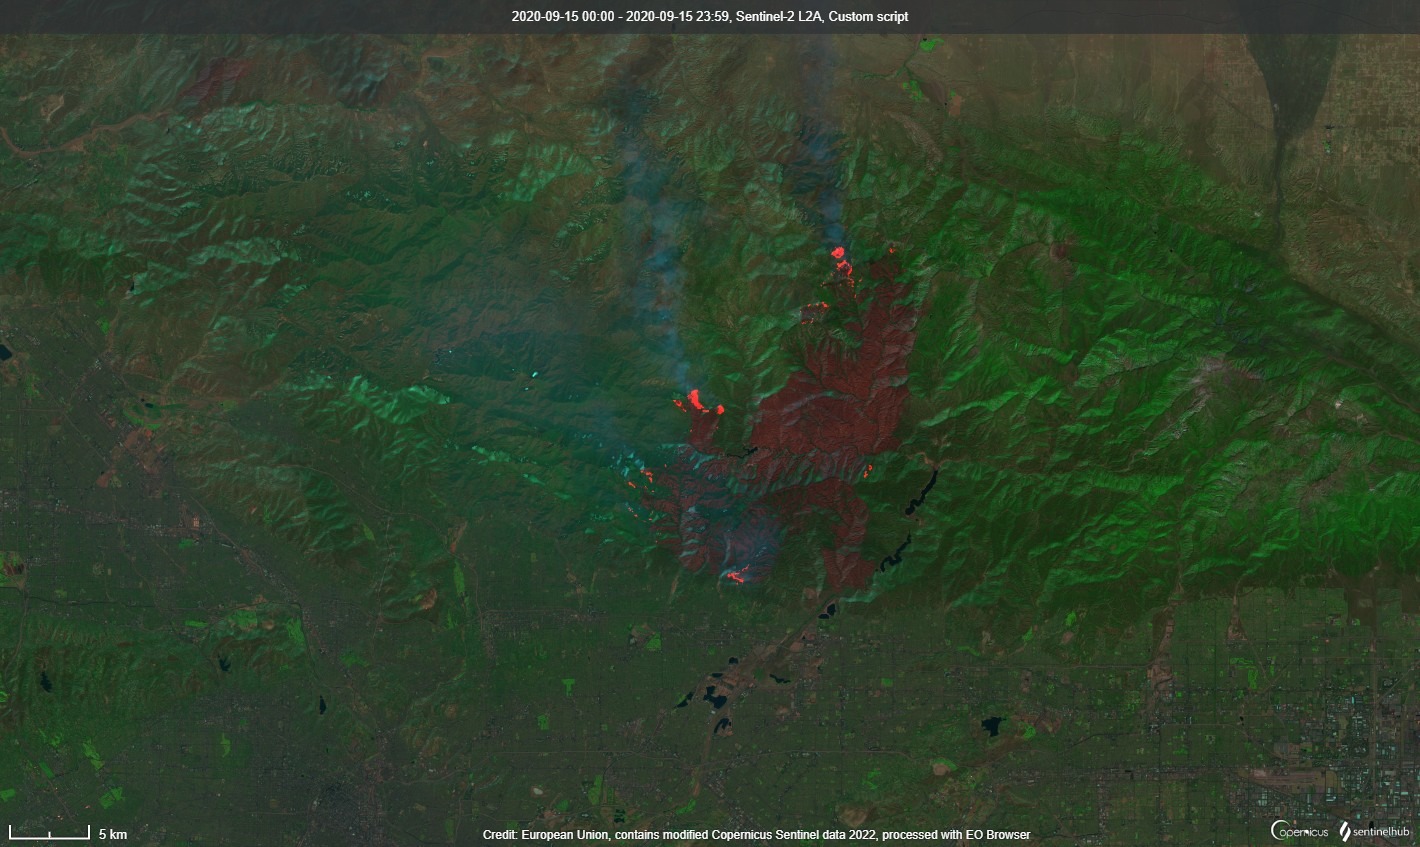 2020-09-15 00:00 - 2020-09-15 23:59, Sentinel-2 L2A, Custom script
5 km
Credit: European Union, contains modified Copernicus Sentinel data 2022, processed with EO Browser
opernicus
sentinelhub